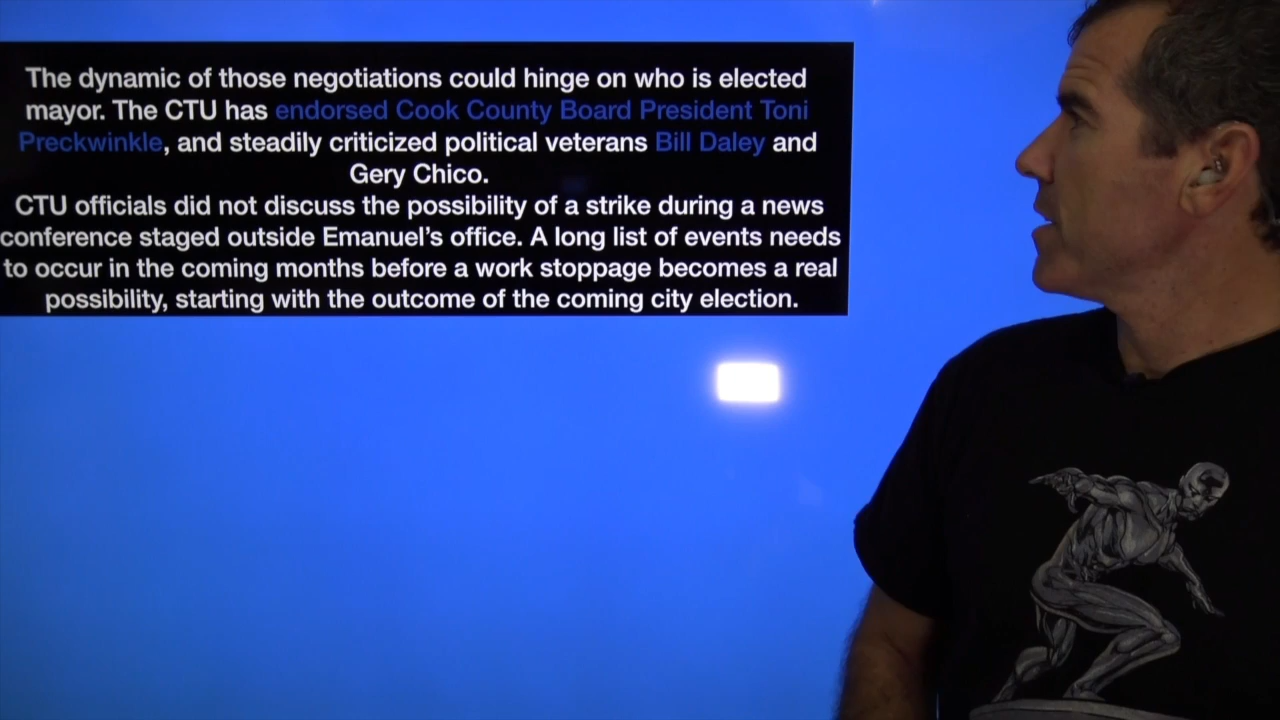 The dynamic of those negotiations could hinge on who is elected
mayor. The CTU has endorsed Cook County Board President Toni
Preckwinkle, and steadily criticized political veterans Bill Daley and
Gery Chico.
CTU officials did not discuss the possibility of a strike during a news
conference staged outside Emanuel’s office. A long list of events needs
to occur in the coming months before a work stoppage becomes a real
possibility, starting with the outcome of the coming city election.